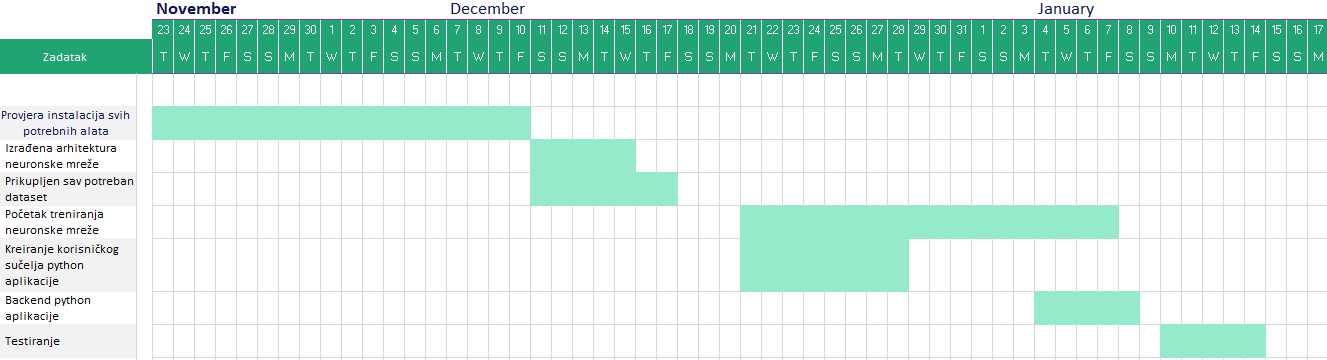 November December January
23 24 25 26 27 28 29 30 1 2 3 4 5 6 7 8 9 10 11 12 13 14 15 16 17 18 19 20 21 22 23 24 25 26 27 28 29 30 31 1 2 3 4 5 6 7 8 9 10 11 12 13 14 15 16 17
Zadatak T W T F S S M T W T F S S M T W T F S S M T W T F S S M T W T F S S M T W T F S S M T W T F S S M T W T F S S M
Provjera instalacija svih
potrebnih alata
Izrađena arhitektura
neuronske mreže
Prikupljen sav potreban
dataset
Početak treniranja
neuronske mreže
Kreiranje korisničkog
sučelja python
aplikacije
Backend python
aplikacije
Testiranje